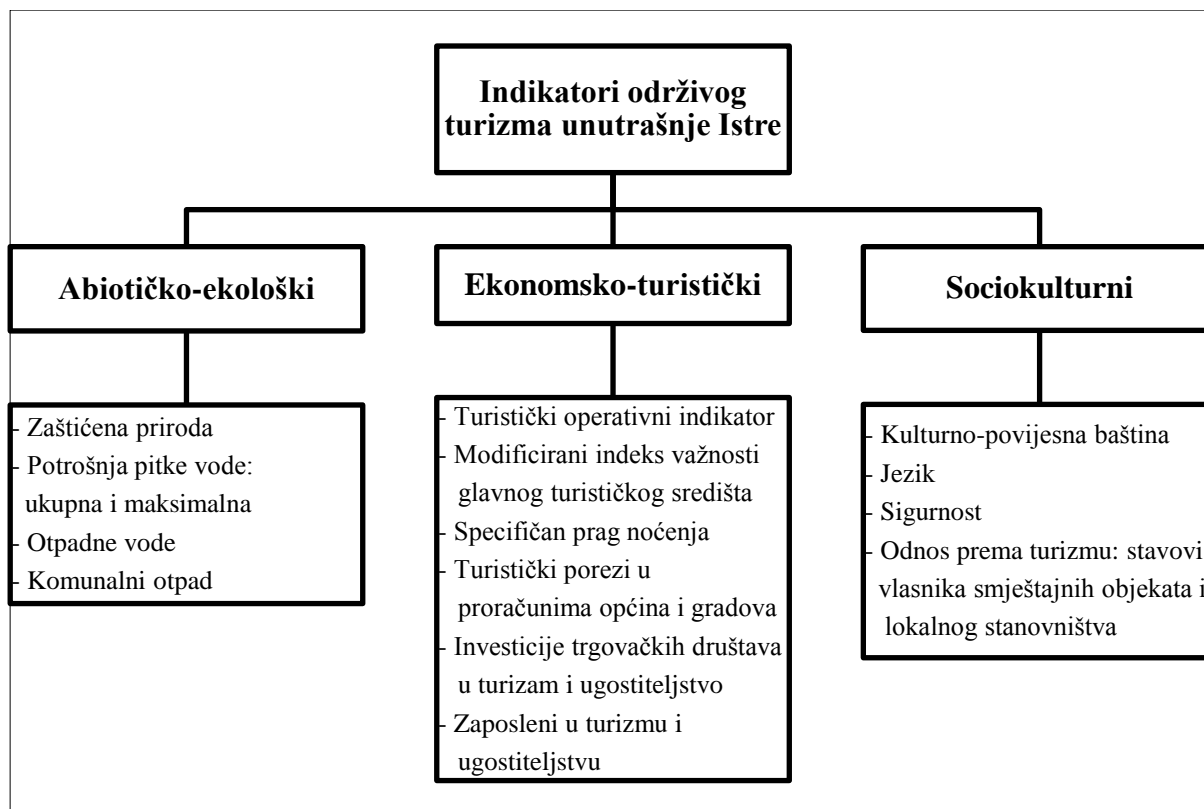 Indikatori održivog
turizma unutrašnje Istre
Abiotičko-ekološki
- Zaštićena priroda
- Potrošnja pitke vode:
ukupna i maksimalna
- Otpadne vode
- Komunalni otpad
Ekonomsko-turistički
- Turistički operativni indikator
- Modificirani indeks važnosti
glavnog turističkog središta
- Specifičan prag noćenja
- Turistički porezi u
proračunima općina i gradova
- Investicije trgovačkih društava
u turizam i ugostiteljstvo
- Zaposleni u turizmu i
ugostiteljstvu
Sociokulturni
- Kulturno-povijesna baština
- Jezik
- Sigurnost
- Odnos prema turizmu: stavovi
vlasnika smještajnih objekata i
lokalnog stanovništva